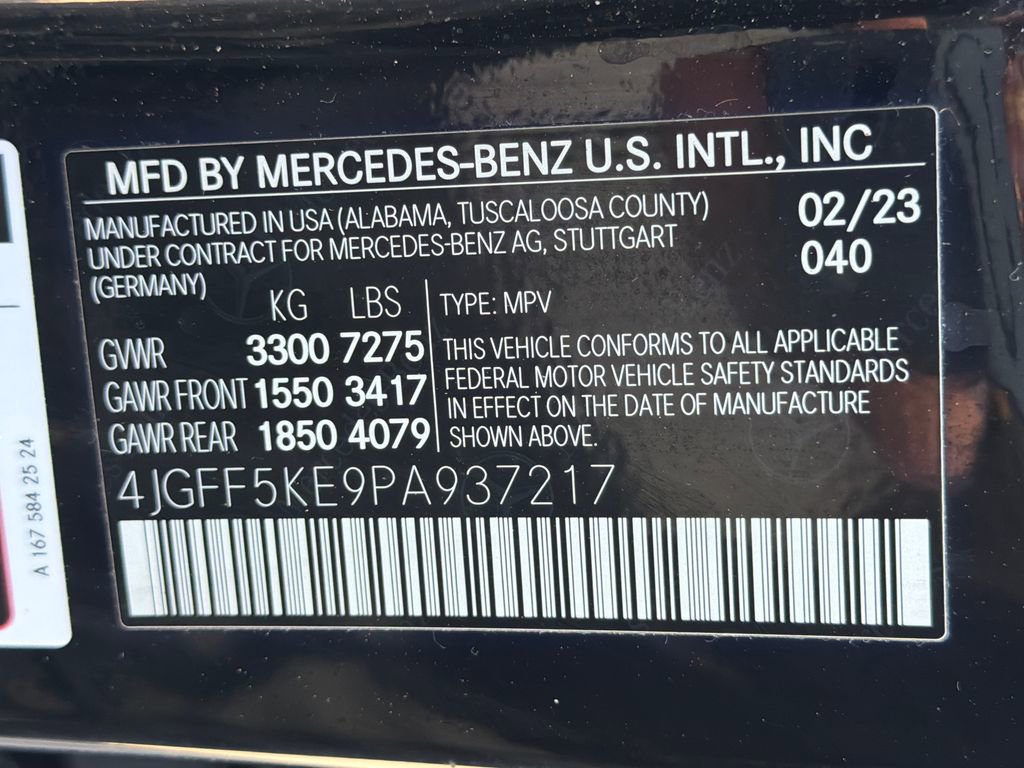 MFD BY MERCEDES-BENZ U.S. INTL., INC
MANUFACTURED IN USA (ALABAMA, TUSCALOOSA COUNTY)
UNDER CONTRACT FOR MERCEDES-BENZ AG, STUTTGART
(GERMANY)
02/23
040
KG LBS
GVWR 3300 7275
GAWR FRONT 1550 3417
GAWR REAR 1850 4079
TYPE: MPV
THIS VEHICLE CONFORMS TO ALL APPLICABLE
FEDERAL MOTOR VEHICLE SAFETY STANDARDS
IN EFFECT ON THE DATE OF MANUFACTURE
SHOWN ABOVE.
4JGFF5KE9PA937217
A 167 584 25 24